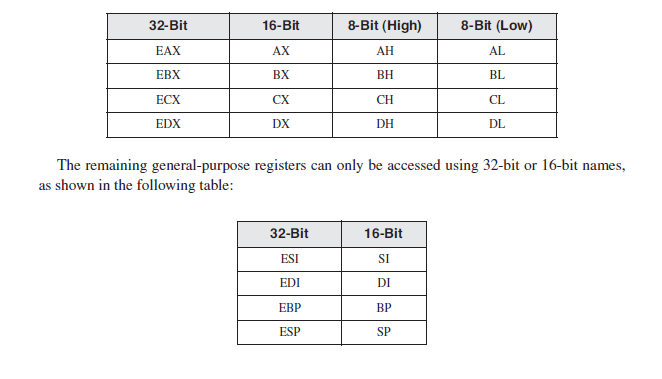 32-Bit 16-Bit 8-Bit (High) 8-Bit (Low)
EAX AX AH AL
EBX BX BH BL
ECX CX CH CL
EDX DX DH DL
The remaining general-purpose registers can only be accessed using 32-bit or 16-bit names,
as shown in the following table:
32-Bit 16-Bit
ESI SI
EDI DI
EBP BP
ESP SP